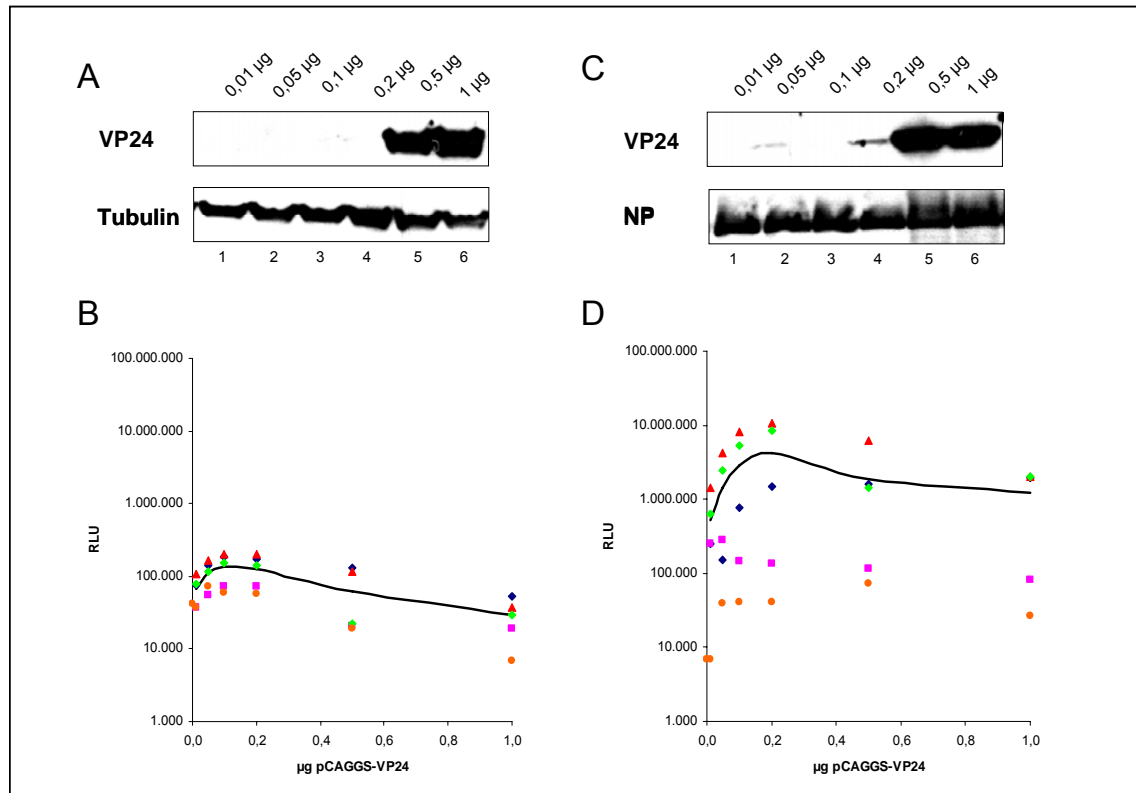 A
0,01 µg 0,05 µg 0,1 µg 0,2 µg 0,5 µg 1 µg
VP24
Tubulin
1 2 3 4 5 6
C
0,01 µg 0,05 µg 0,1 µg 0,2 µg 0,5 µg 1 µg
VP24
NP
1 2 3 4 5 6
B
100.000.000
10.000.000
1.000.000
100.000
10.000
1.000
RLU
0,0 0,2 0,4 0,6 0,8 1,0
µg pCAGGS-VP24
D
100.000.000
10.000.000
1.000.000
100.000
10.000
1.000
RLU
0,0 0,2 0,4 0,6 0,8 1,0
µg pCAGGS-VP24